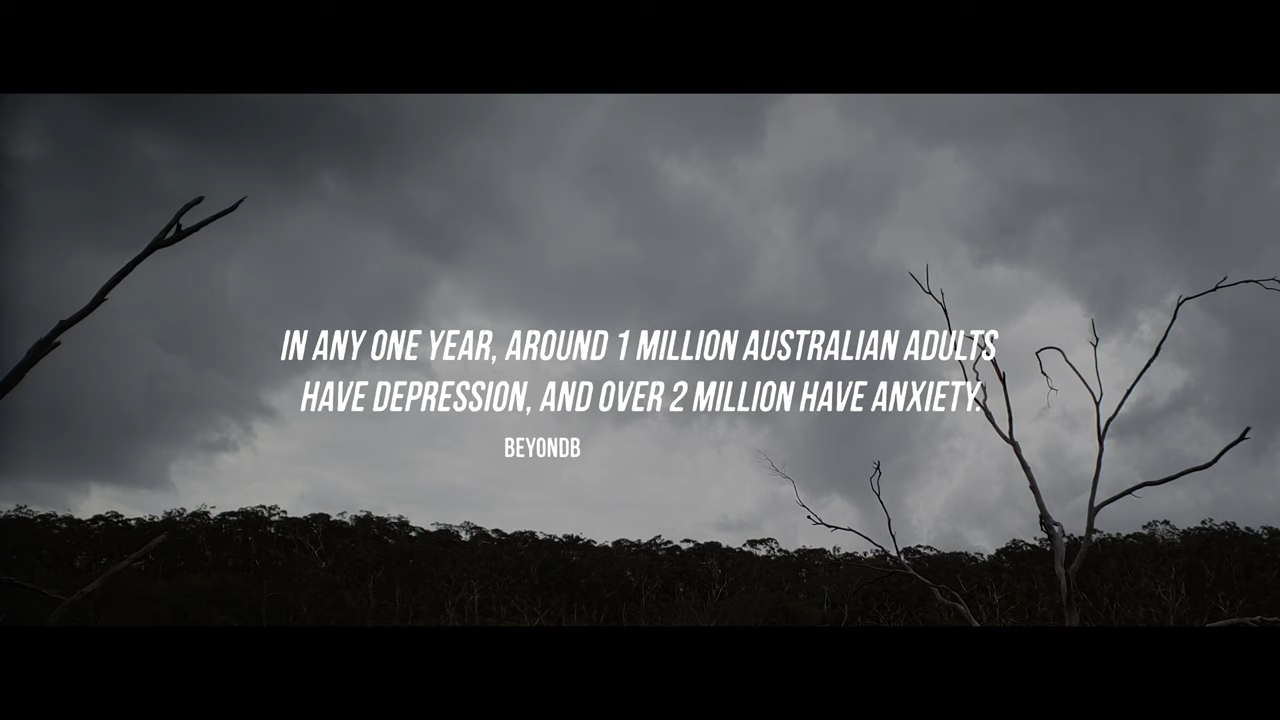 IN ANY ONE YEAR, AROUND 1 MILLION AUSTRALIAN ADULTS
HAVE DEPRESSION, AND OVER 2 MILLION HAVE ANXIETY.
BEYONDB